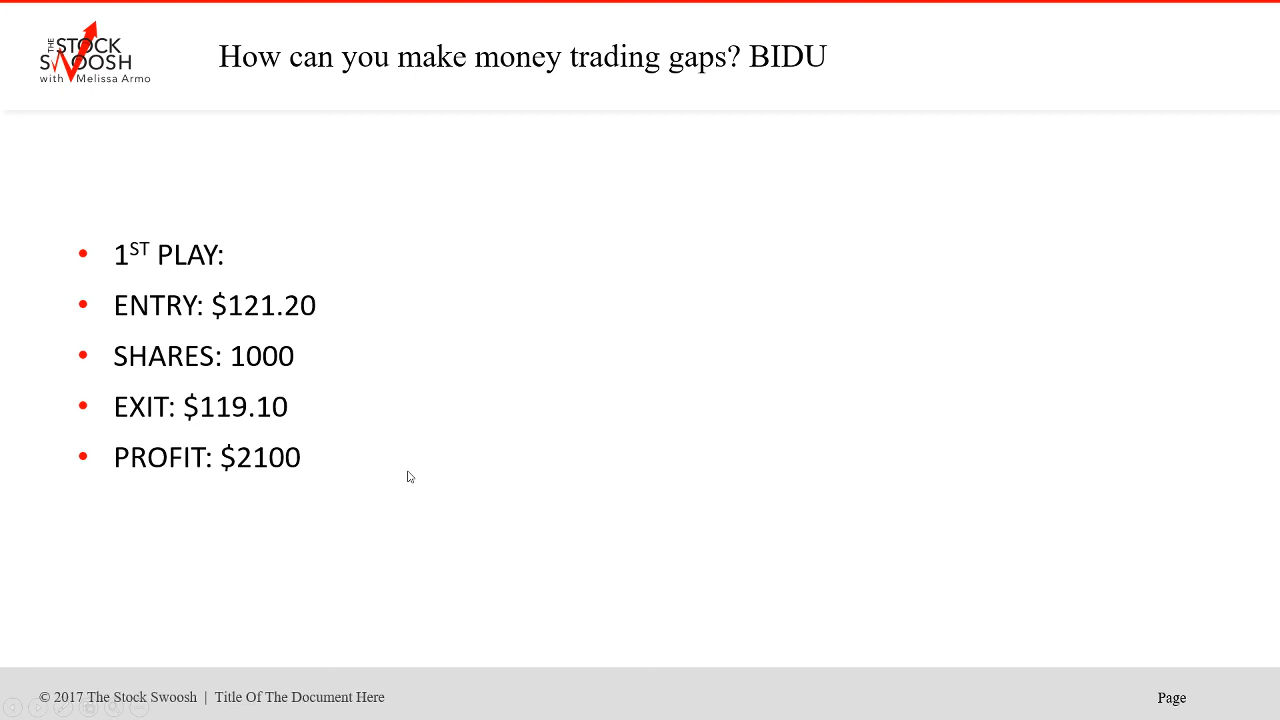 THE STOCK
SWOOSH
with Melissa Armo
How can you make money trading gaps? BIDU
• 1ST PLAY:
• ENTRY: $121.20
• SHARES: 1000
• EXIT: $119.10
• PROFIT: $2100
© 2017 The Stock Swoosh | Title Of The Document Here
Page